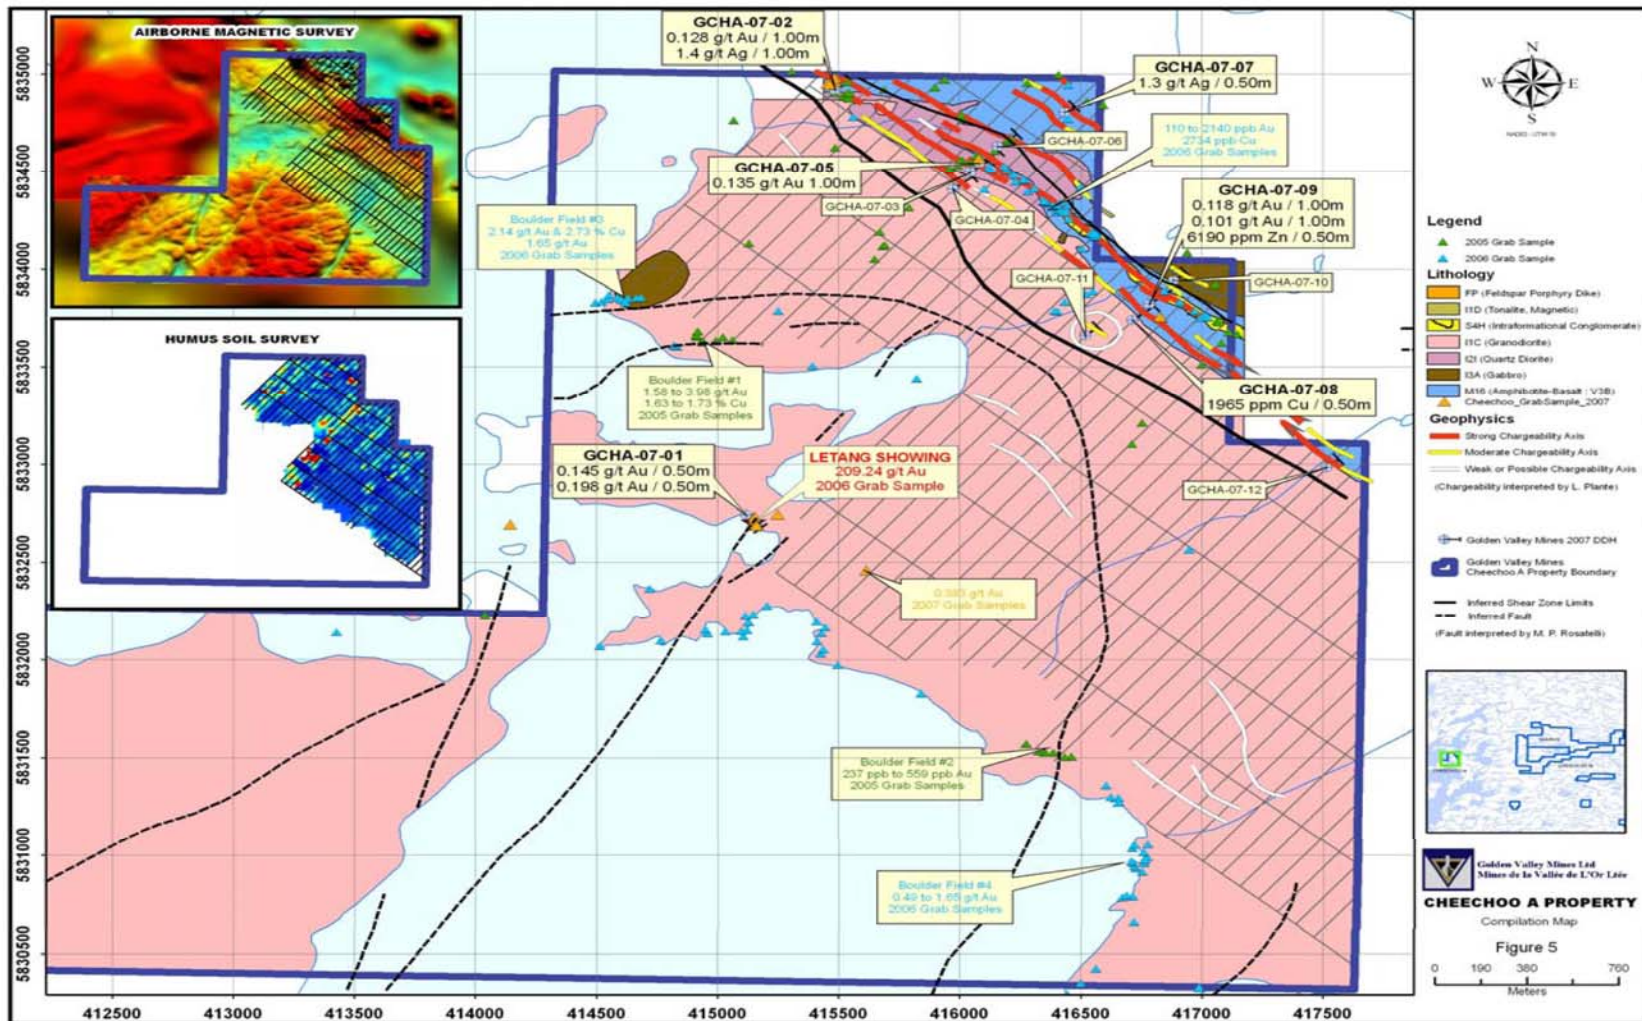 AIRBORNE MAGNETIC SURVEY
HUMUS SOIL SURVEY
GCHA-07-02
0.128 g/t Au / 1.00m
1.4 g/t Ag / 1.00m
GCHA-07-07
1.3 g/t Ag / 0.50m
GCHA-07-06
110 to 2140 ppb Au
2734 ppb Cu
2006 Grab Samples
GCHA-07-05
0.135 g/t Au 1.00m
GCHA-07-03
GCHA-07-04
GCHA-07-09
0.118 g/t Au / 1.00m
0.101 g/t Au / 1.00m
6190 ppm Zn / 0.50m
Boulder Field #3
2.14 g/t Au & 2.73 % Cu
1.65 g/t Au
2006 Grab Samples
GCHA-07-11
GCHA-07-10
Boulder Field #1
1.58 to 3.98 g/t Au
1.63 to 1.73 % Cu
2005 Grab Samples
GCHA-07-08
1965 ppm Cu / 0.50m
GCHA-07-01
0.145 g/t Au / 0.50m
0.198 g/t Au / 0.50m
LETANG SHOWING
209.24 g/t Au
2006 Grab Sample
GCHA-07-12
g/t Au
2007 Grab Samples
Boulder Field #2
237 ppb to 559 ppb Au
2005 Grab Samples
Boulder Field #4
0.49 to 1.65 g/t Au
2006 Grab Samples
5835000
5834500
5834000
5833500
5833000
5832500
5832000
5831500
5831000
5830500
412500
413000
413500
414000
414500
415000
415500
416000
416500
417000
417500
N
W E
S
Legend
2005 Grab Sample
2006 Grab Sample
Lithology
FP (Feldspar Porphyry Dike)
I1D (Tonalite, Magnetic)
S4H (Intraformational Conglomerate)
I1C (Granodiorite)
I2I (Quartz Diorite)
I3A (Gabbro)
M16 (Amphibolite-Basalt : V3B)
Cheechoo_GrabSample_2007
Geophysics
Strong Chargeability Axis
Moderate Chargeability Axis
Weak or Possible Chargeability Axis
(Chargeability interpreted by L. Plante)
Golden Valley Mines 2007 DDH
Golden Valley Mines
Cheechoo A Property Boundary
Inferred Shear Zone Limits
Inferred Fault
(Fault interpreted by M. P. Rosatelli)
Golden Valley Mines Ltd
Mines de la Vallée de L'Or Ltée
CHEECHOO A PROPERTY
Compilation Map
Figure 5
0 190 380 760
Meters